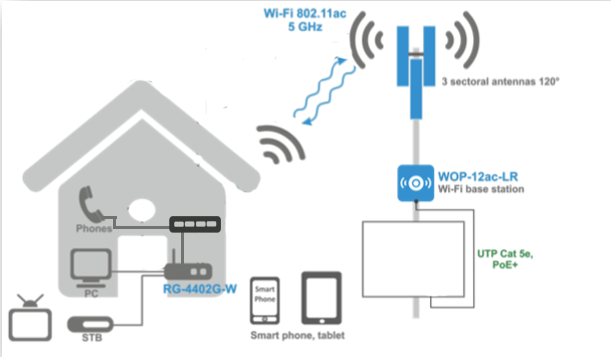 Wi-Fi 802.11ac
5 GHz
3 sectoral antennas 120°
WOP-12ac-LR
Wi-Fi base station
UTP Cat 5e,
PoE+
Phones
PC
RG-4402G-W
STB
Smart
Phone
Smart phone, tablet